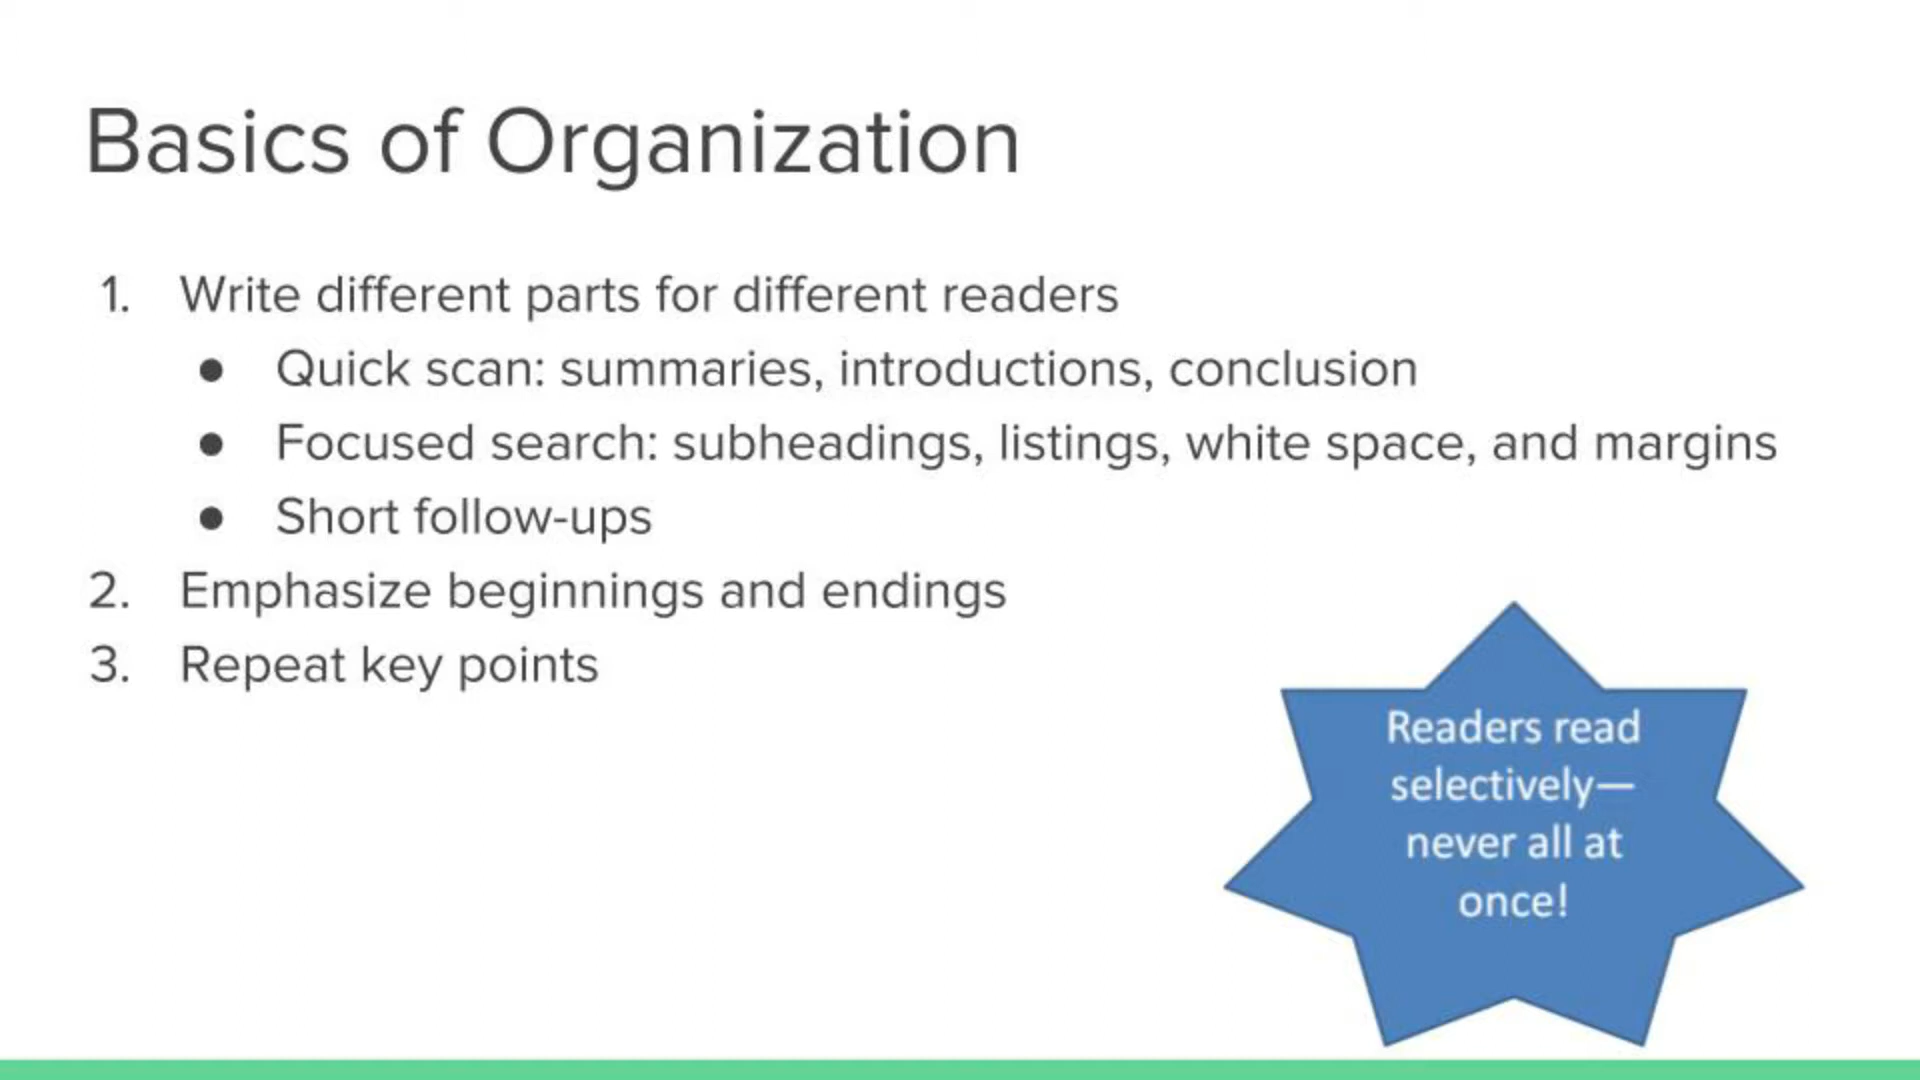 Basics of Organization
1. Write different parts for different readers
● Quick scan: summaries, introductions, conclusion
● Focused search: subheadings, listings, white space, and margins
● Short follow-ups
2. Emphasize beginnings and endings
3. Repeat key points
Readers read
selectively—
never all at
once!